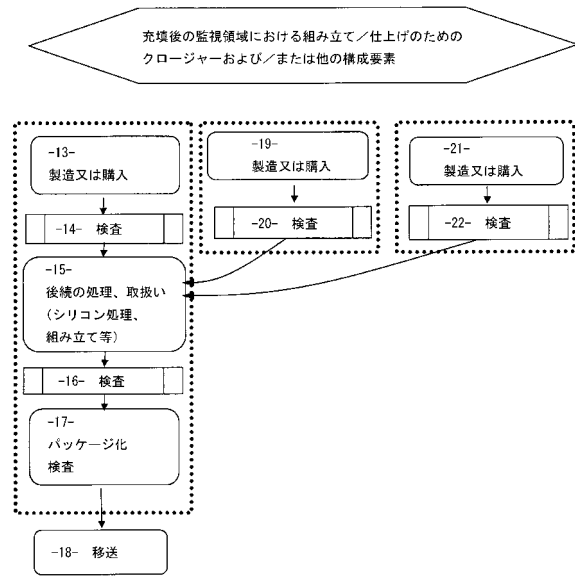 充填後の監視領域における組み立て／仕上げのための
クロージャーおよび／または他の構成要素
-13-
製造又は購入
-14- 検査
-15-
後続の処理、取扱い
（シリコン処理、
組み立て等）
-16- 検査
-17-
パッケージ化
検査
-18- 移送
-19-
製造又は購入
-20- 検査
-21-
製造又は購入
-22- 検査